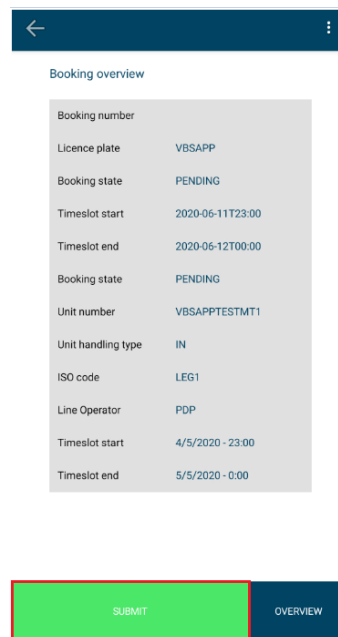 Booking overview
Booking number
Licence plate VBSAPP
Booking state PENDING
Timeslot start 2020-06-11T23:00
Timeslot end 2020-06-12T00:00
Booking state PENDING
Unit number VBSAPPTESTMT1
Unit handling type IN
ISO code LEG1
Line Operator PDP
Timeslot start 4/5/2020 - 23:00
Timeslot end 5/5/2020 - 0:00
SUBMIT OVERVIEW